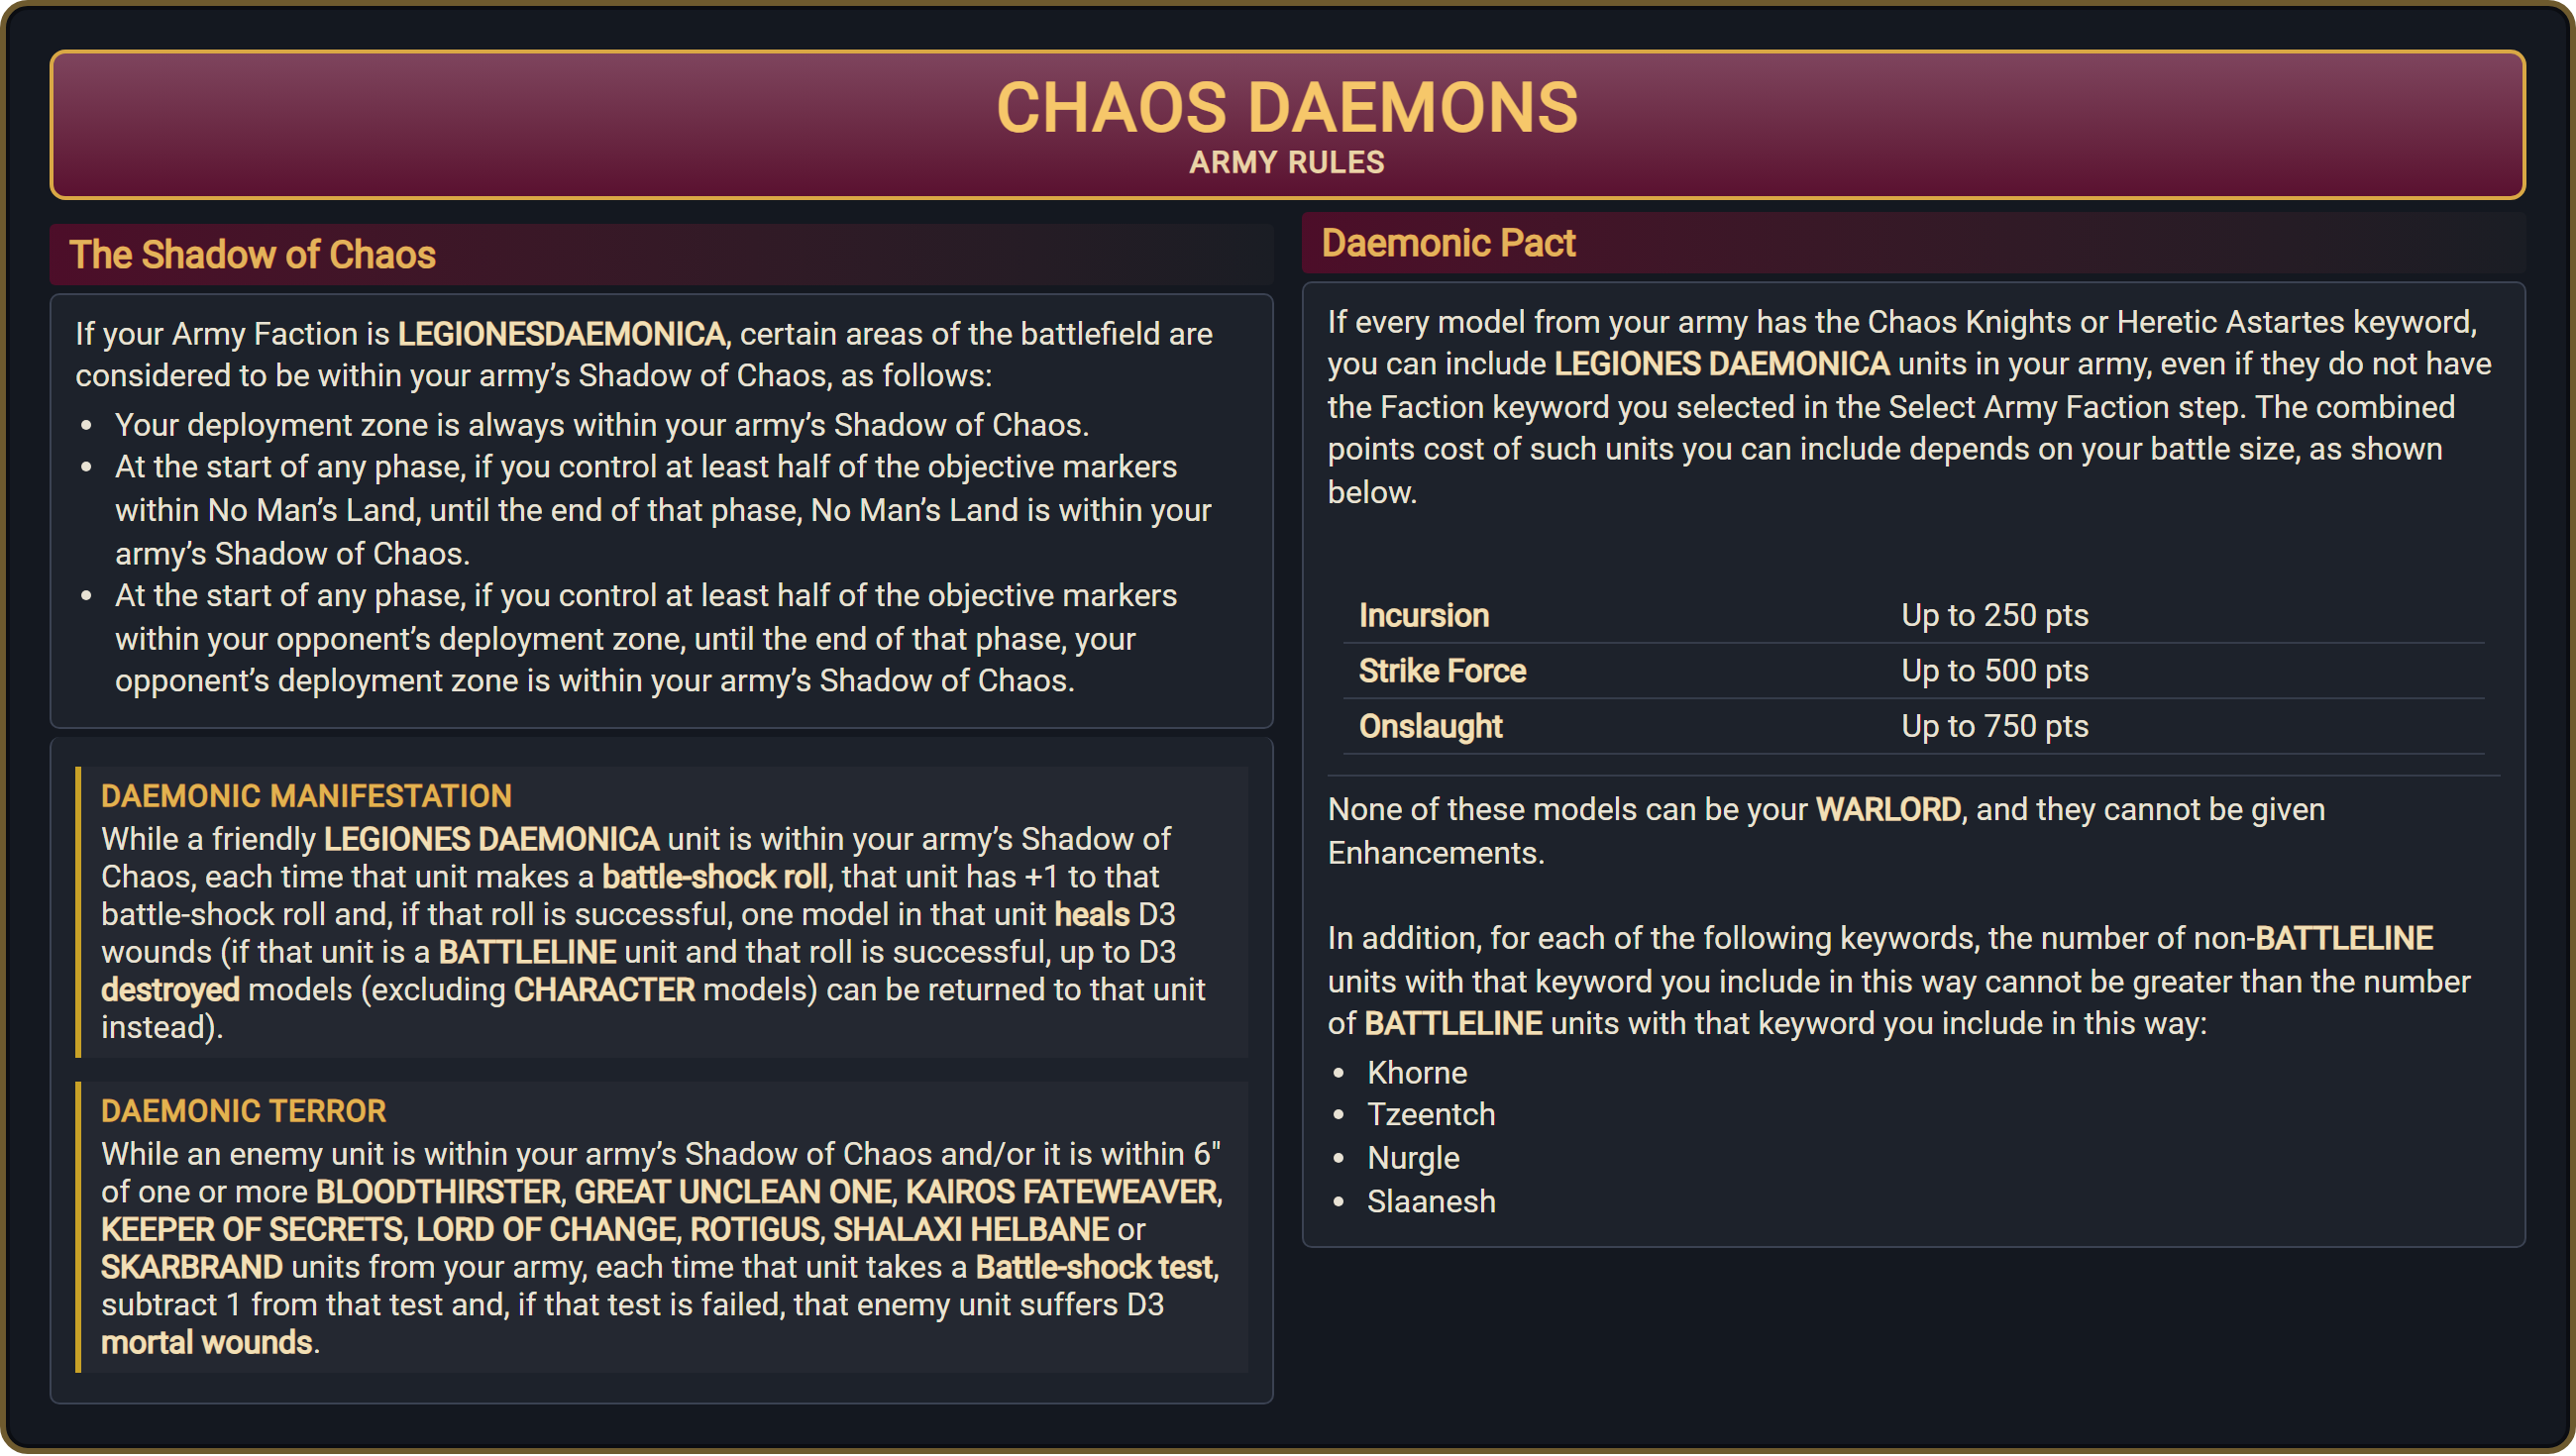 CHAOS DAEMONS
ARMY RULES
The Shadow of Chaos
If your Army Faction is LEGIONESDAEMONICA, certain areas of the battlefield are
considered to be within your army’s Shadow of Chaos, as follows:
• Your deployment zone is always within your army’s Shadow of Chaos.
• At the start of any phase, if you control at least half of the objective markers
within No Man’s Land, until the end of that phase, No Man’s Land is within your
army’s Shadow of Chaos.
• At the start of any phase, if you control at least half of the objective markers
within your opponent’s deployment zone, until the end of that phase, your
opponent’s deployment zone is within your army’s Shadow of Chaos.
DAEMONIC MANIFESTATION
While a friendly LEGIONES DAEMONICA unit is within your army’s Shadow of
Chaos, each time that unit makes a battle-shock roll, that unit has +1 to that
battle-shock roll and, if that roll is successful, one model in that unit heals D3
wounds (if that unit is a BATTLELINE unit and that roll is successful, up to D3
destroyed models (excluding CHARACTER models) can be returned to that unit
instead).
DAEMONIC TERROR
While an enemy unit is within your army’s Shadow of Chaos and/or it is within 6"
of one or more BLOODTHIRSTER, GREAT UNCLEAN ONE, KAIROS FATEWEAVER,
KEEPER OF SECRETS, LORD OF CHANGE, ROTIGUS, SHALAXI HELBANE or
SKARBRAND units from your army, each time that unit takes a Battle-shock test,
subtract 1 from that test and, if that test is failed, that enemy unit suffers D3
mortal wounds.
Daemonic Pact
If every model from your army has the Chaos Knights or Heretic Astartes keyword,
you can include LEGIONES DAEMONICA units in your army, even if they do not have
the Faction keyword you selected in the Select Army Faction step. The combined
points cost of such units you can include depends on your battle size, as shown
below.
Incursion Up to 250 pts
Strike Force Up to 500 pts
Onslaught Up to 750 pts
None of these models can be your WARLORD, and they cannot be given
Enhancements.
In addition, for each of the following keywords, the number of non-BATTLELINE
units with that keyword you include in this way cannot be greater than the number
of BATTLELINE units with that keyword you include in this way:
• Khorne
• Tzeentch
• Nurgle
• Slaanesh